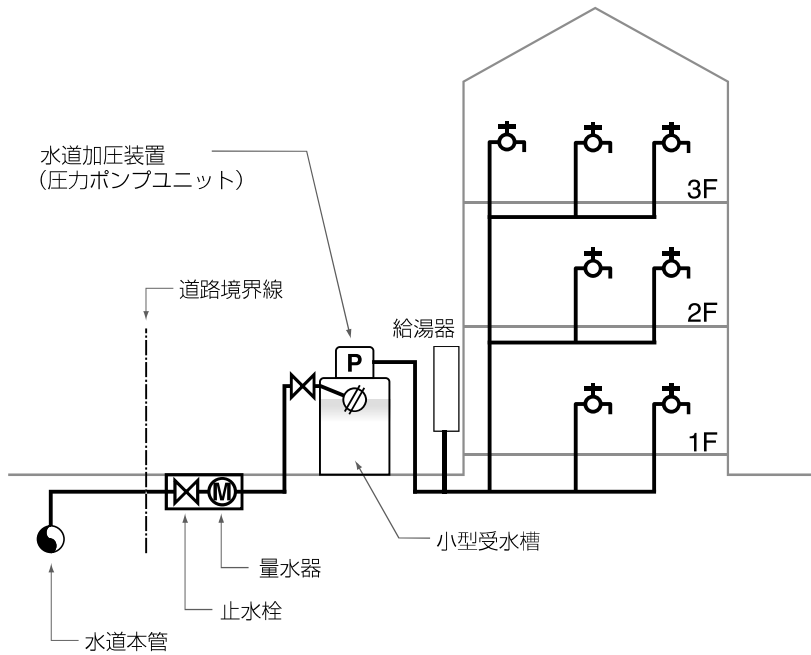 水道加圧装置
（圧力ポンプユニット）
3F
道路境界線
2F
給湯器
P
1F
M
小型受水槽
量水器
止水栓
水道本管